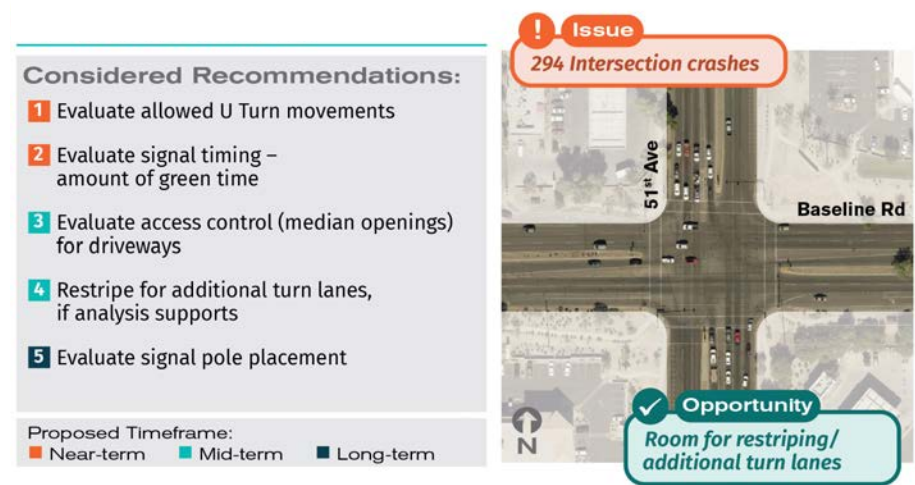 Considered Recommendations:
1 Evaluate allowed U Turn movements
2 Evaluate signal timing –
amount of green time
3 Evaluate access control (median openings)
for driveways
4 Restripe for additional turn lanes,
if analysis supports
5 Evaluate signal pole placement
Proposed Timeframe:
Near-term Mid-term Long-term
! Issue
294 Intersection crashes
51st Ave
Baseline Rd
N
Opportunity
Room for restriping/
additional turn lanes